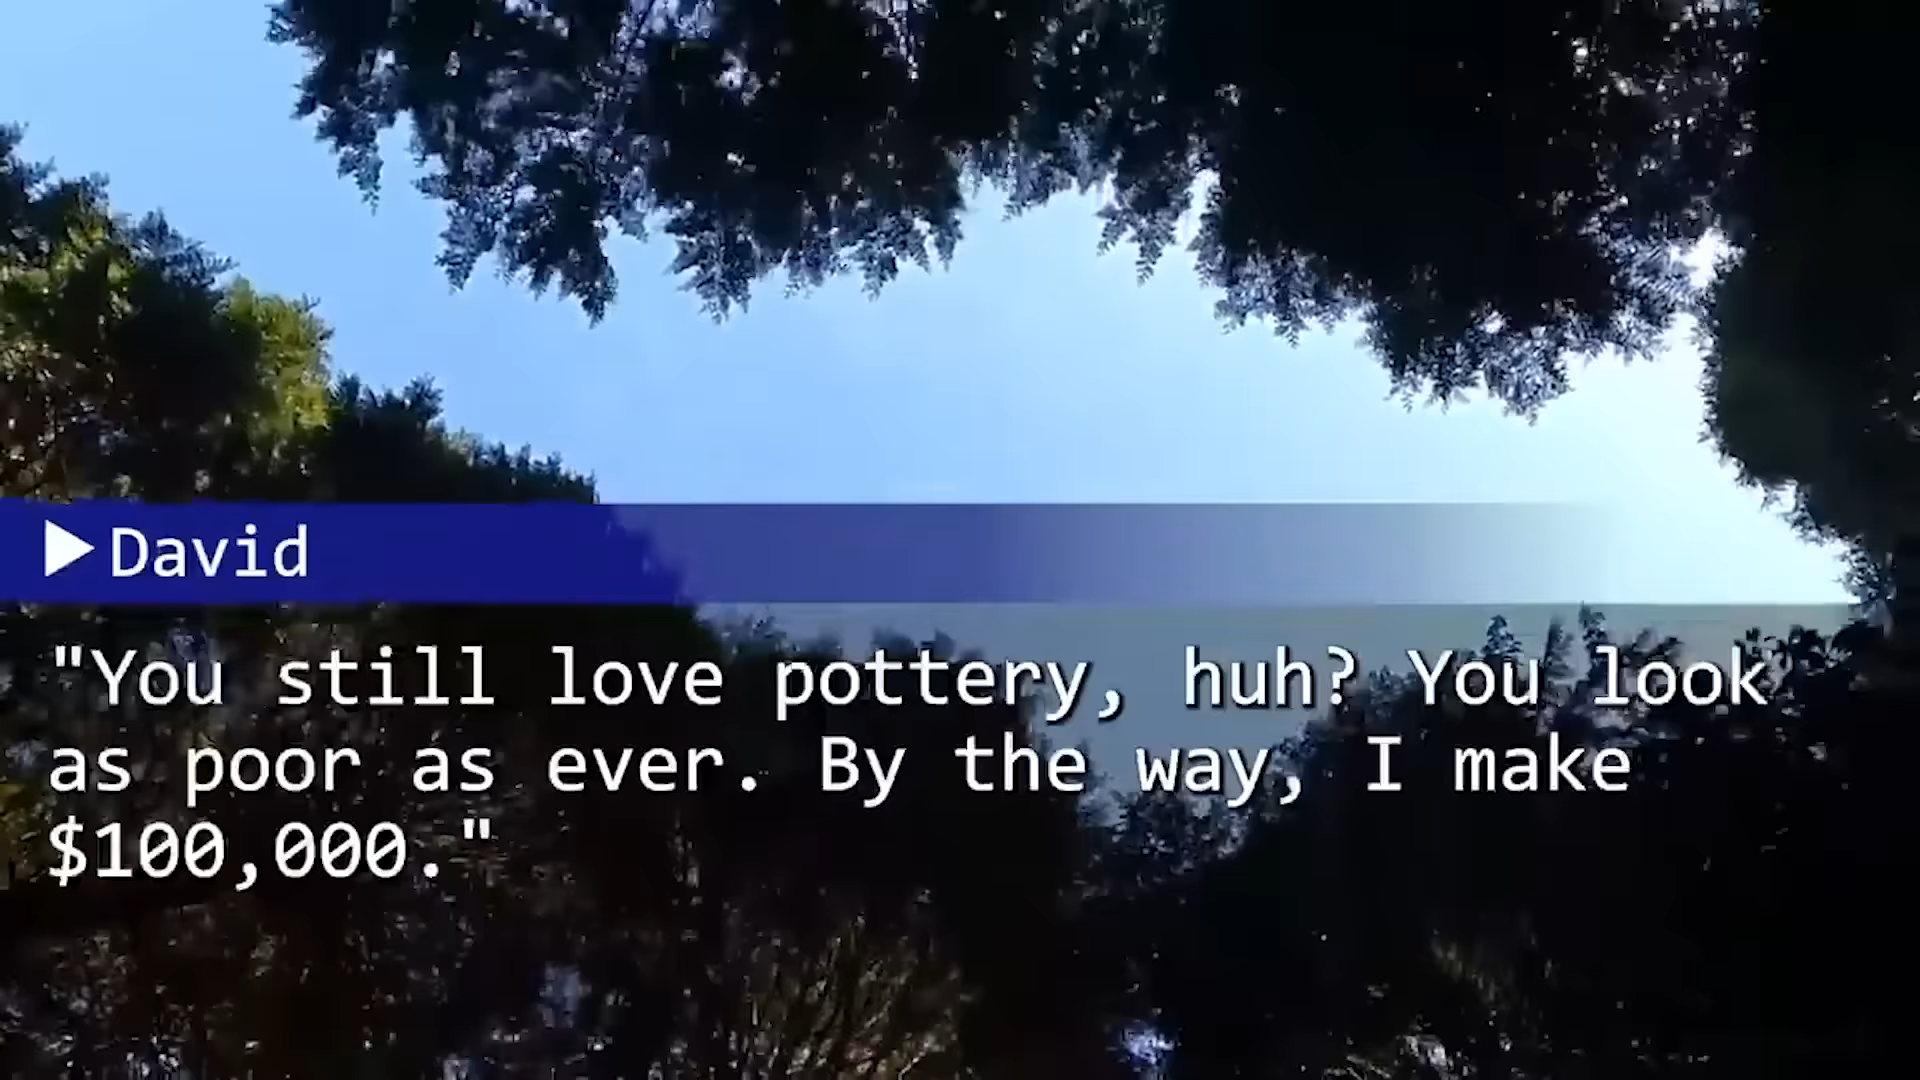 David
"You still love pottery, huh? You look
as poor as ever. By the way, I make
$100,000."